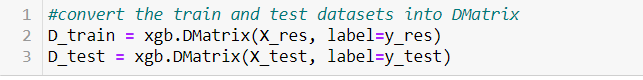 1 #convert the train and test datasets into DMatrix
2 D_train = xgb.DMatrix(X_res, label=y_res)
3 D_test = xgb.DMatrix(X_test, label=y_test)